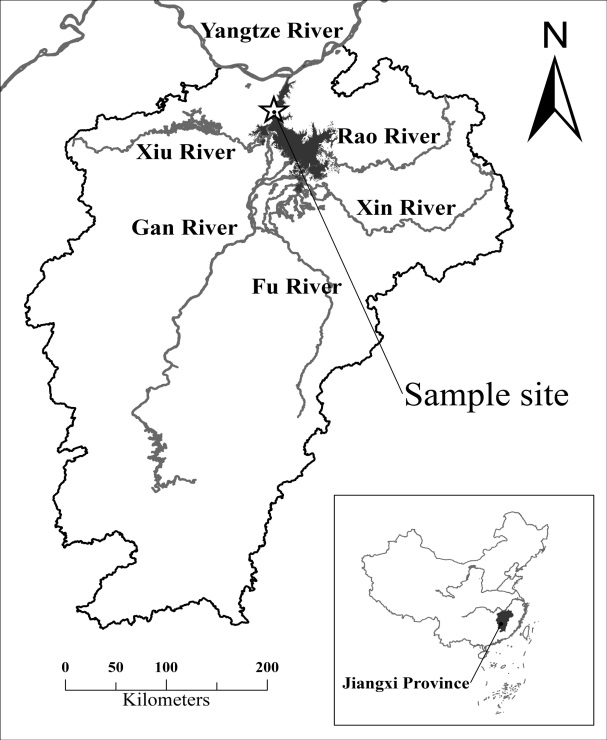 Yangtze River
N
Rao River
Xiu River
Xin River
Gan River
Fu River
Sample site
Jiangxi Province
0 50 100 200
Kilometers